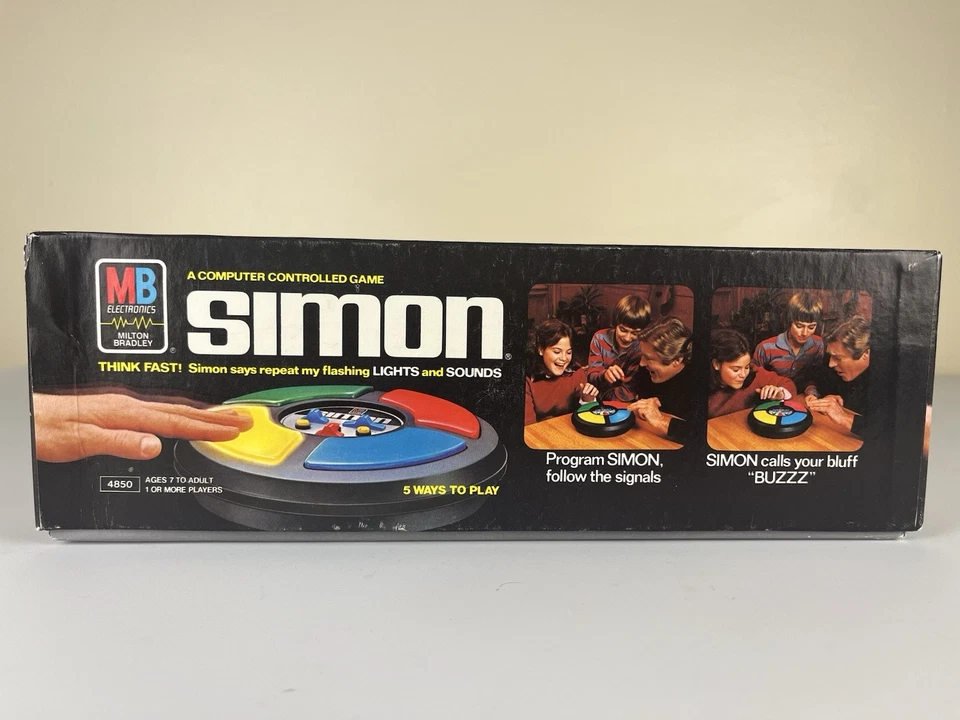 MB
ELECTRONICS
MILTON
BRADLEY
®
A COMPUTER CONTROLLED GAME
simon®
THINK FAST! Simon says repeat my flashing LIGHTS and SOUNDS
simon
4850
AGES 7 TO ADULT
1 OR MORE PLAYERS
5 WAYS TO PLAY
Program SIMON,
follow the signals
SIMON calls your bluff
“BUZZZ”